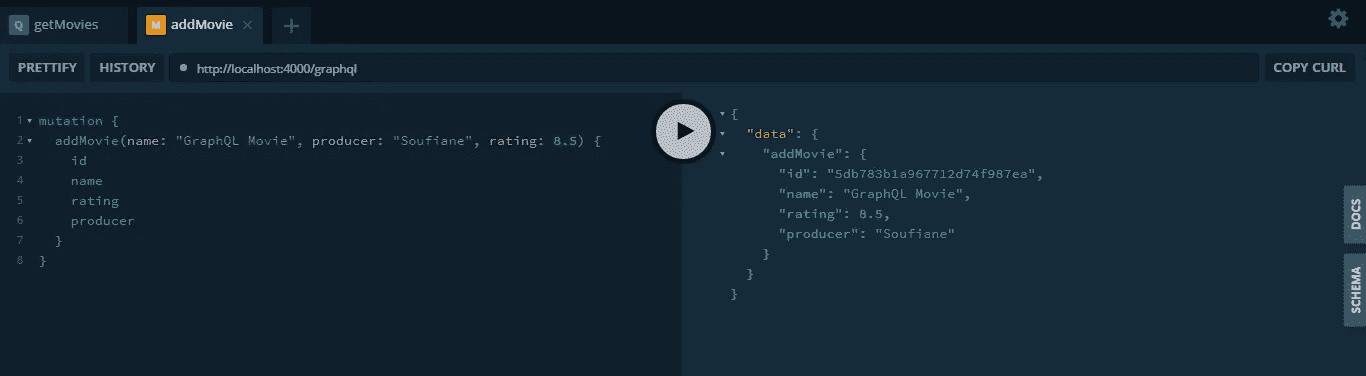 Q getMovies M addMovie × +
PRETTIFY HISTORY http://localhost:4000/graphql COPY CURL
1 mutation {
2 addMovie(name: "GraphQL Movie", producer: "Soufiane", rating: 8.5) {
3 id
4 name
5 rating
6 producer
7 }
8 }
{
"data": {
"addMovie": {
"id": "5db783b1a967712d74f987ea",
"name": "GraphQL Movie",
"rating": 8.5,
"producer": "Soufiane"
}
}
}
DOCS
SCHEMA